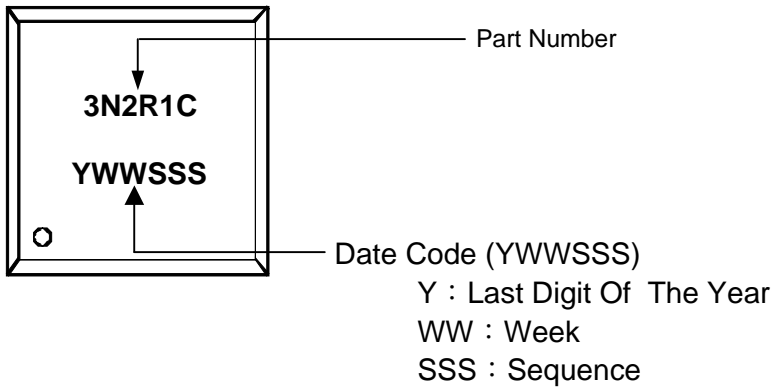 Part Number
3N2R1C
YWWSSS
Date Code (YWWSSS)
Y：Last Digit Of The Year
WW：Week
SSS：Sequence